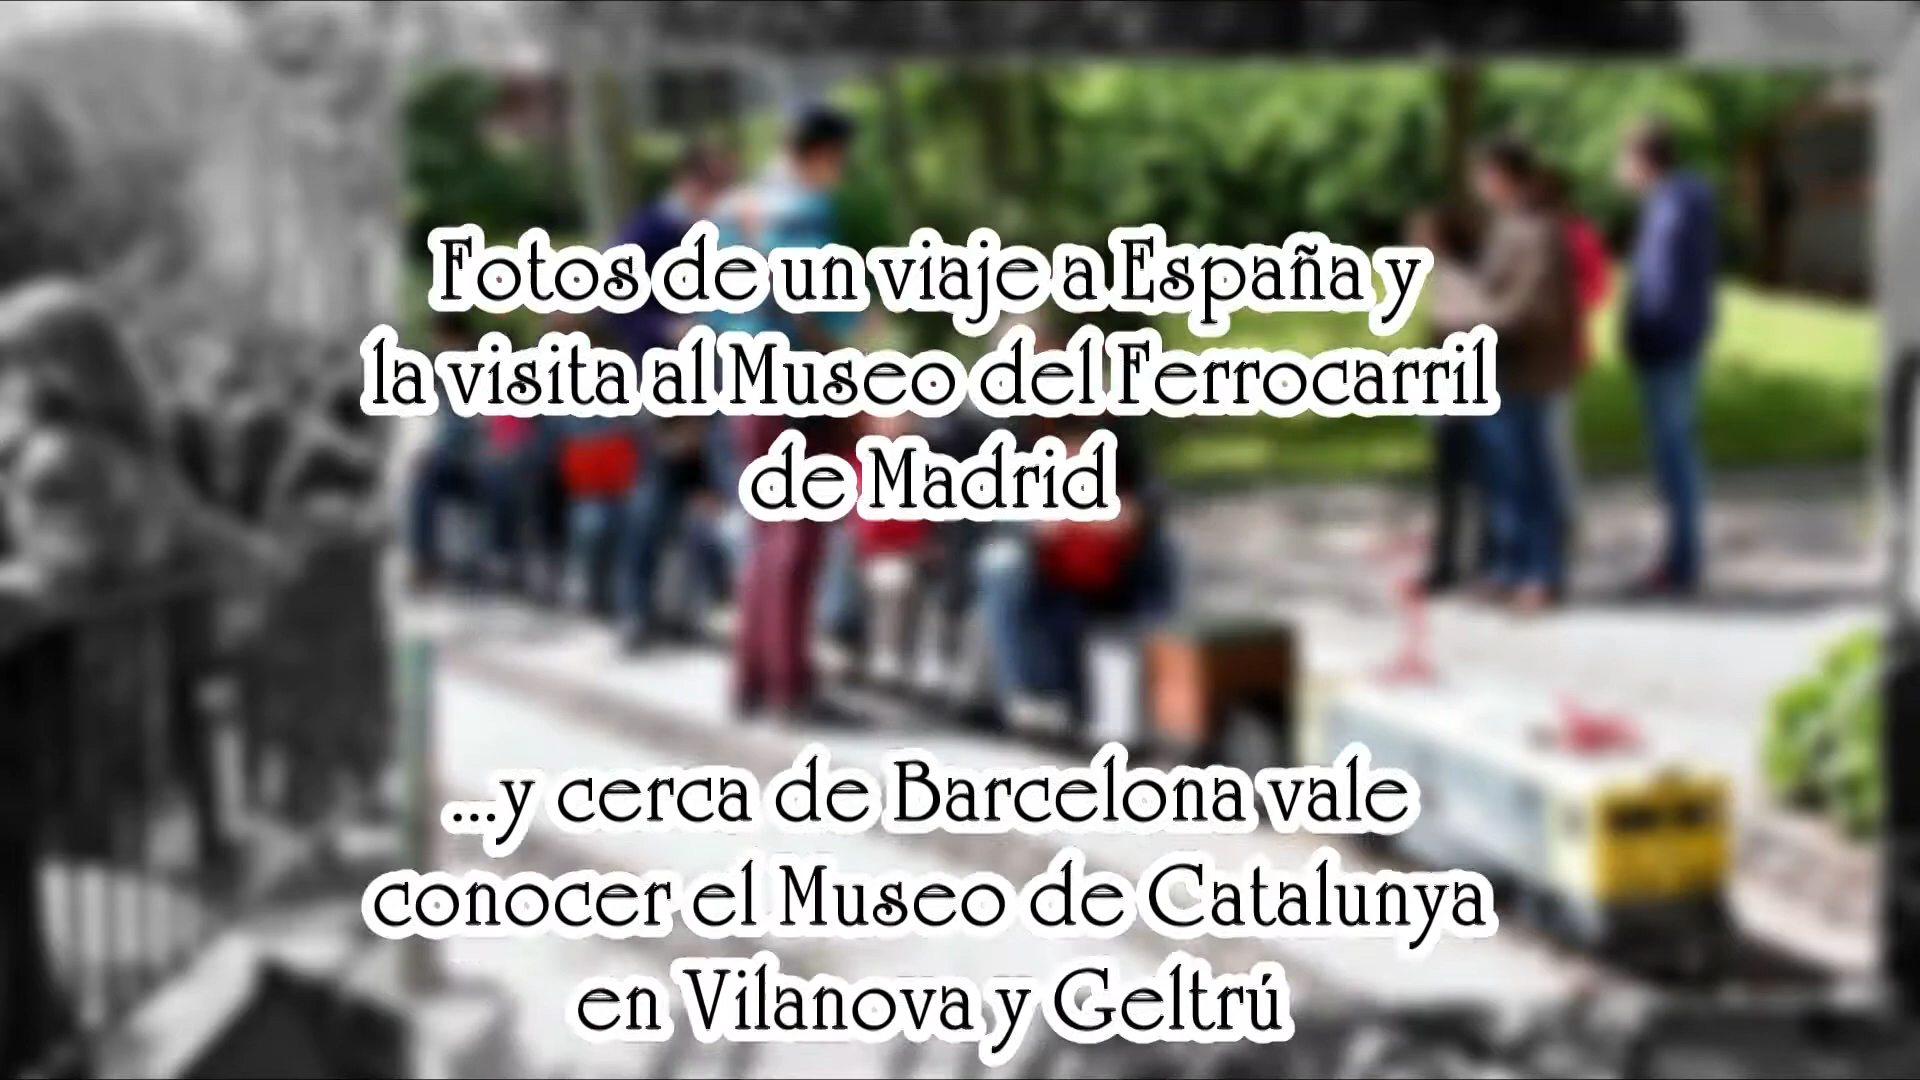 Fotos de un viaje a España y
la visita al Museo del Ferrocarril
de Madrid
...y cerca de Barcelona vale
conocer el Museo de Catalunya
en Vilanova y Geltrú